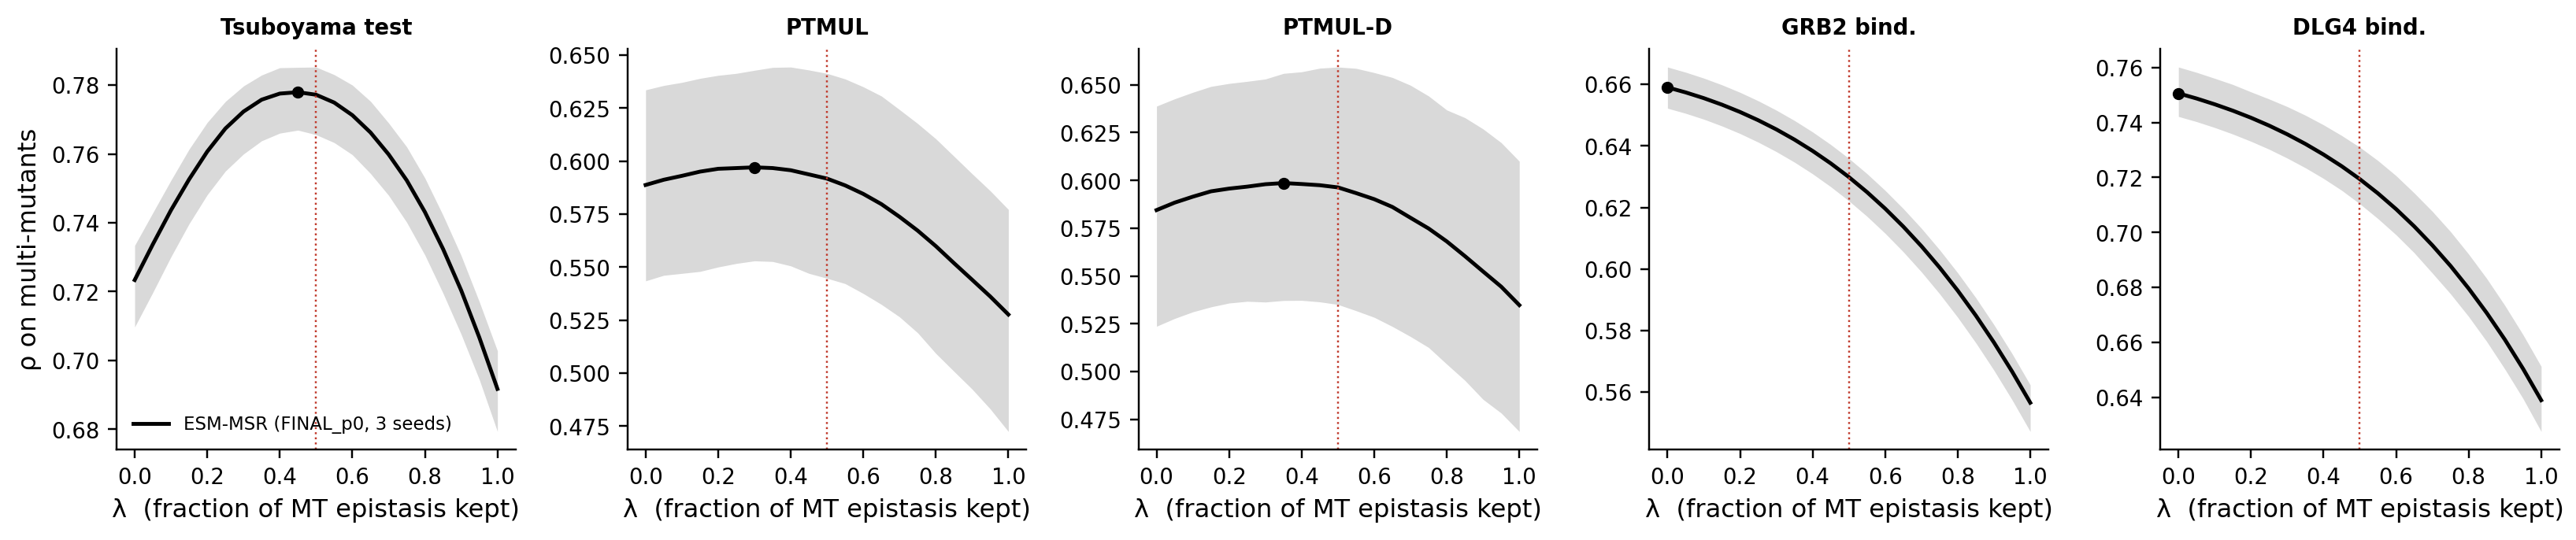 Tsuboyama test
ρ on multi-mutants
0.78
0.76
0.74
0.72
0.70
0.68
ESM-MSR (FINAL_p0, 3 seeds)
0.0 0.2 0.4 0.6 0.8 1.0
λ (fraction of MT epistasis kept)
PTMUL
0.650
0.625
0.600
0.575
0.550
0.525
0.500
0.475
0.0 0.2 0.4 0.6 0.8 1.0
λ (fraction of MT epistasis kept)
PTMUL-D
0.650
0.625
0.600
0.575
0.550
0.525
0.500
0.475
0.0 0.2 0.4 0.6 0.8 1.0
λ (fraction of MT epistasis kept)
GRB2 bind.
0.66
0.64
0.62
0.60
0.58
0.56
0.0 0.2 0.4 0.6 0.8 1.0
λ (fraction of MT epistasis kept)
DLG4 bind.
0.76
0.74
0.72
0.70
0.68
0.66
0.64
0.0 0.2 0.4 0.6 0.8 1.0
λ (fraction of MT epistasis kept)